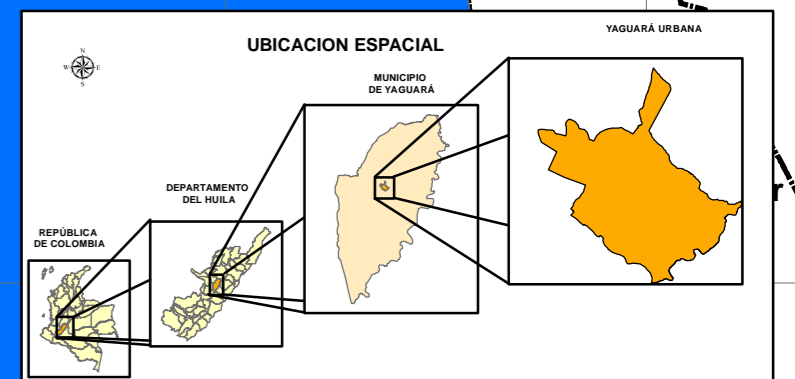 YAGUARÁ URBANA
UBICACION ESPACIAL
N
W
E
S
MUNICIPIO
DE YAGUARÁ
DEPARTAMENTO
DEL HUILA
REPÚBLICA
DE COLOMBIA
r